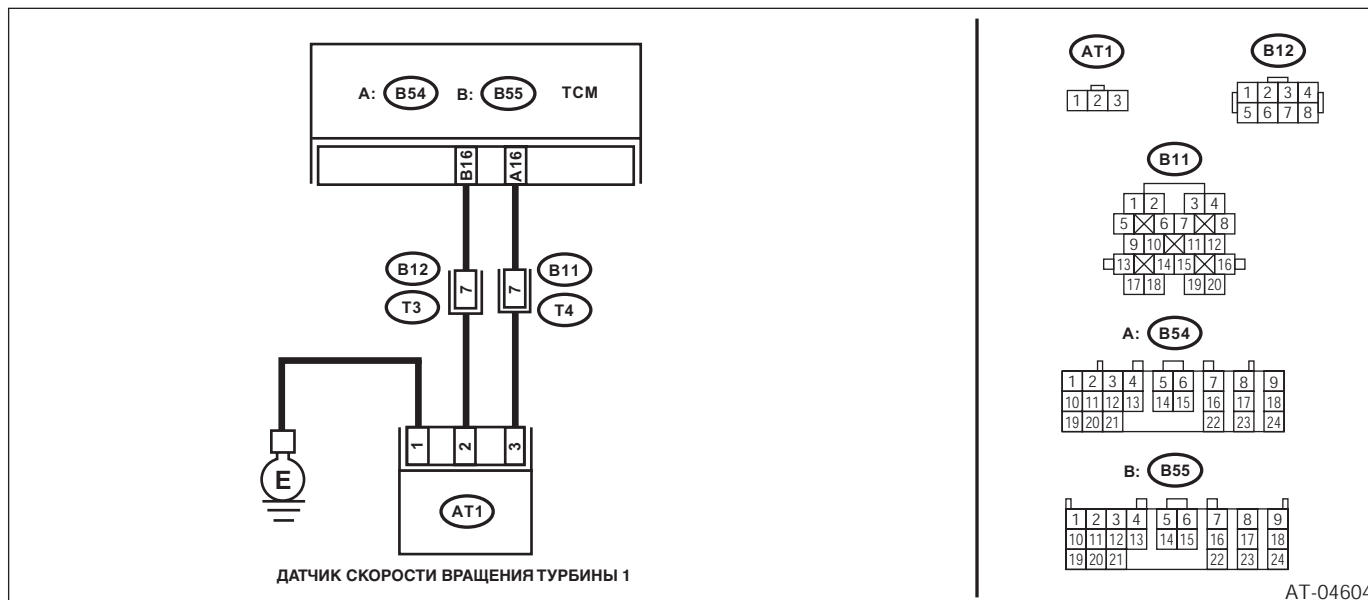 A: B54 B: B55 TCM
B16 A16
B12 B11
7 7
T3 T4
1 2 3
E
AT1
ДАТЧИК СКОРОСТИ ВРАЩЕНИЯ ТУРБИНЫ 1
AT1 B12
1 2 3
1 2 3 4
5 6 7 8
B11
1 2 3 4
5 6 7 8
9 10 11 12
13 14 15 16
17 18 19 20
A: B54
1 2 3 4 5 6 7 8 9
10 11 12 13 14 15 16 17 18
19 20 21 22 23 24
B: B55
1 2 3 4 5 6 7 8 9
10 11 12 13 14 15 16 17 18
19 20 21 22 23 24
AT-04604